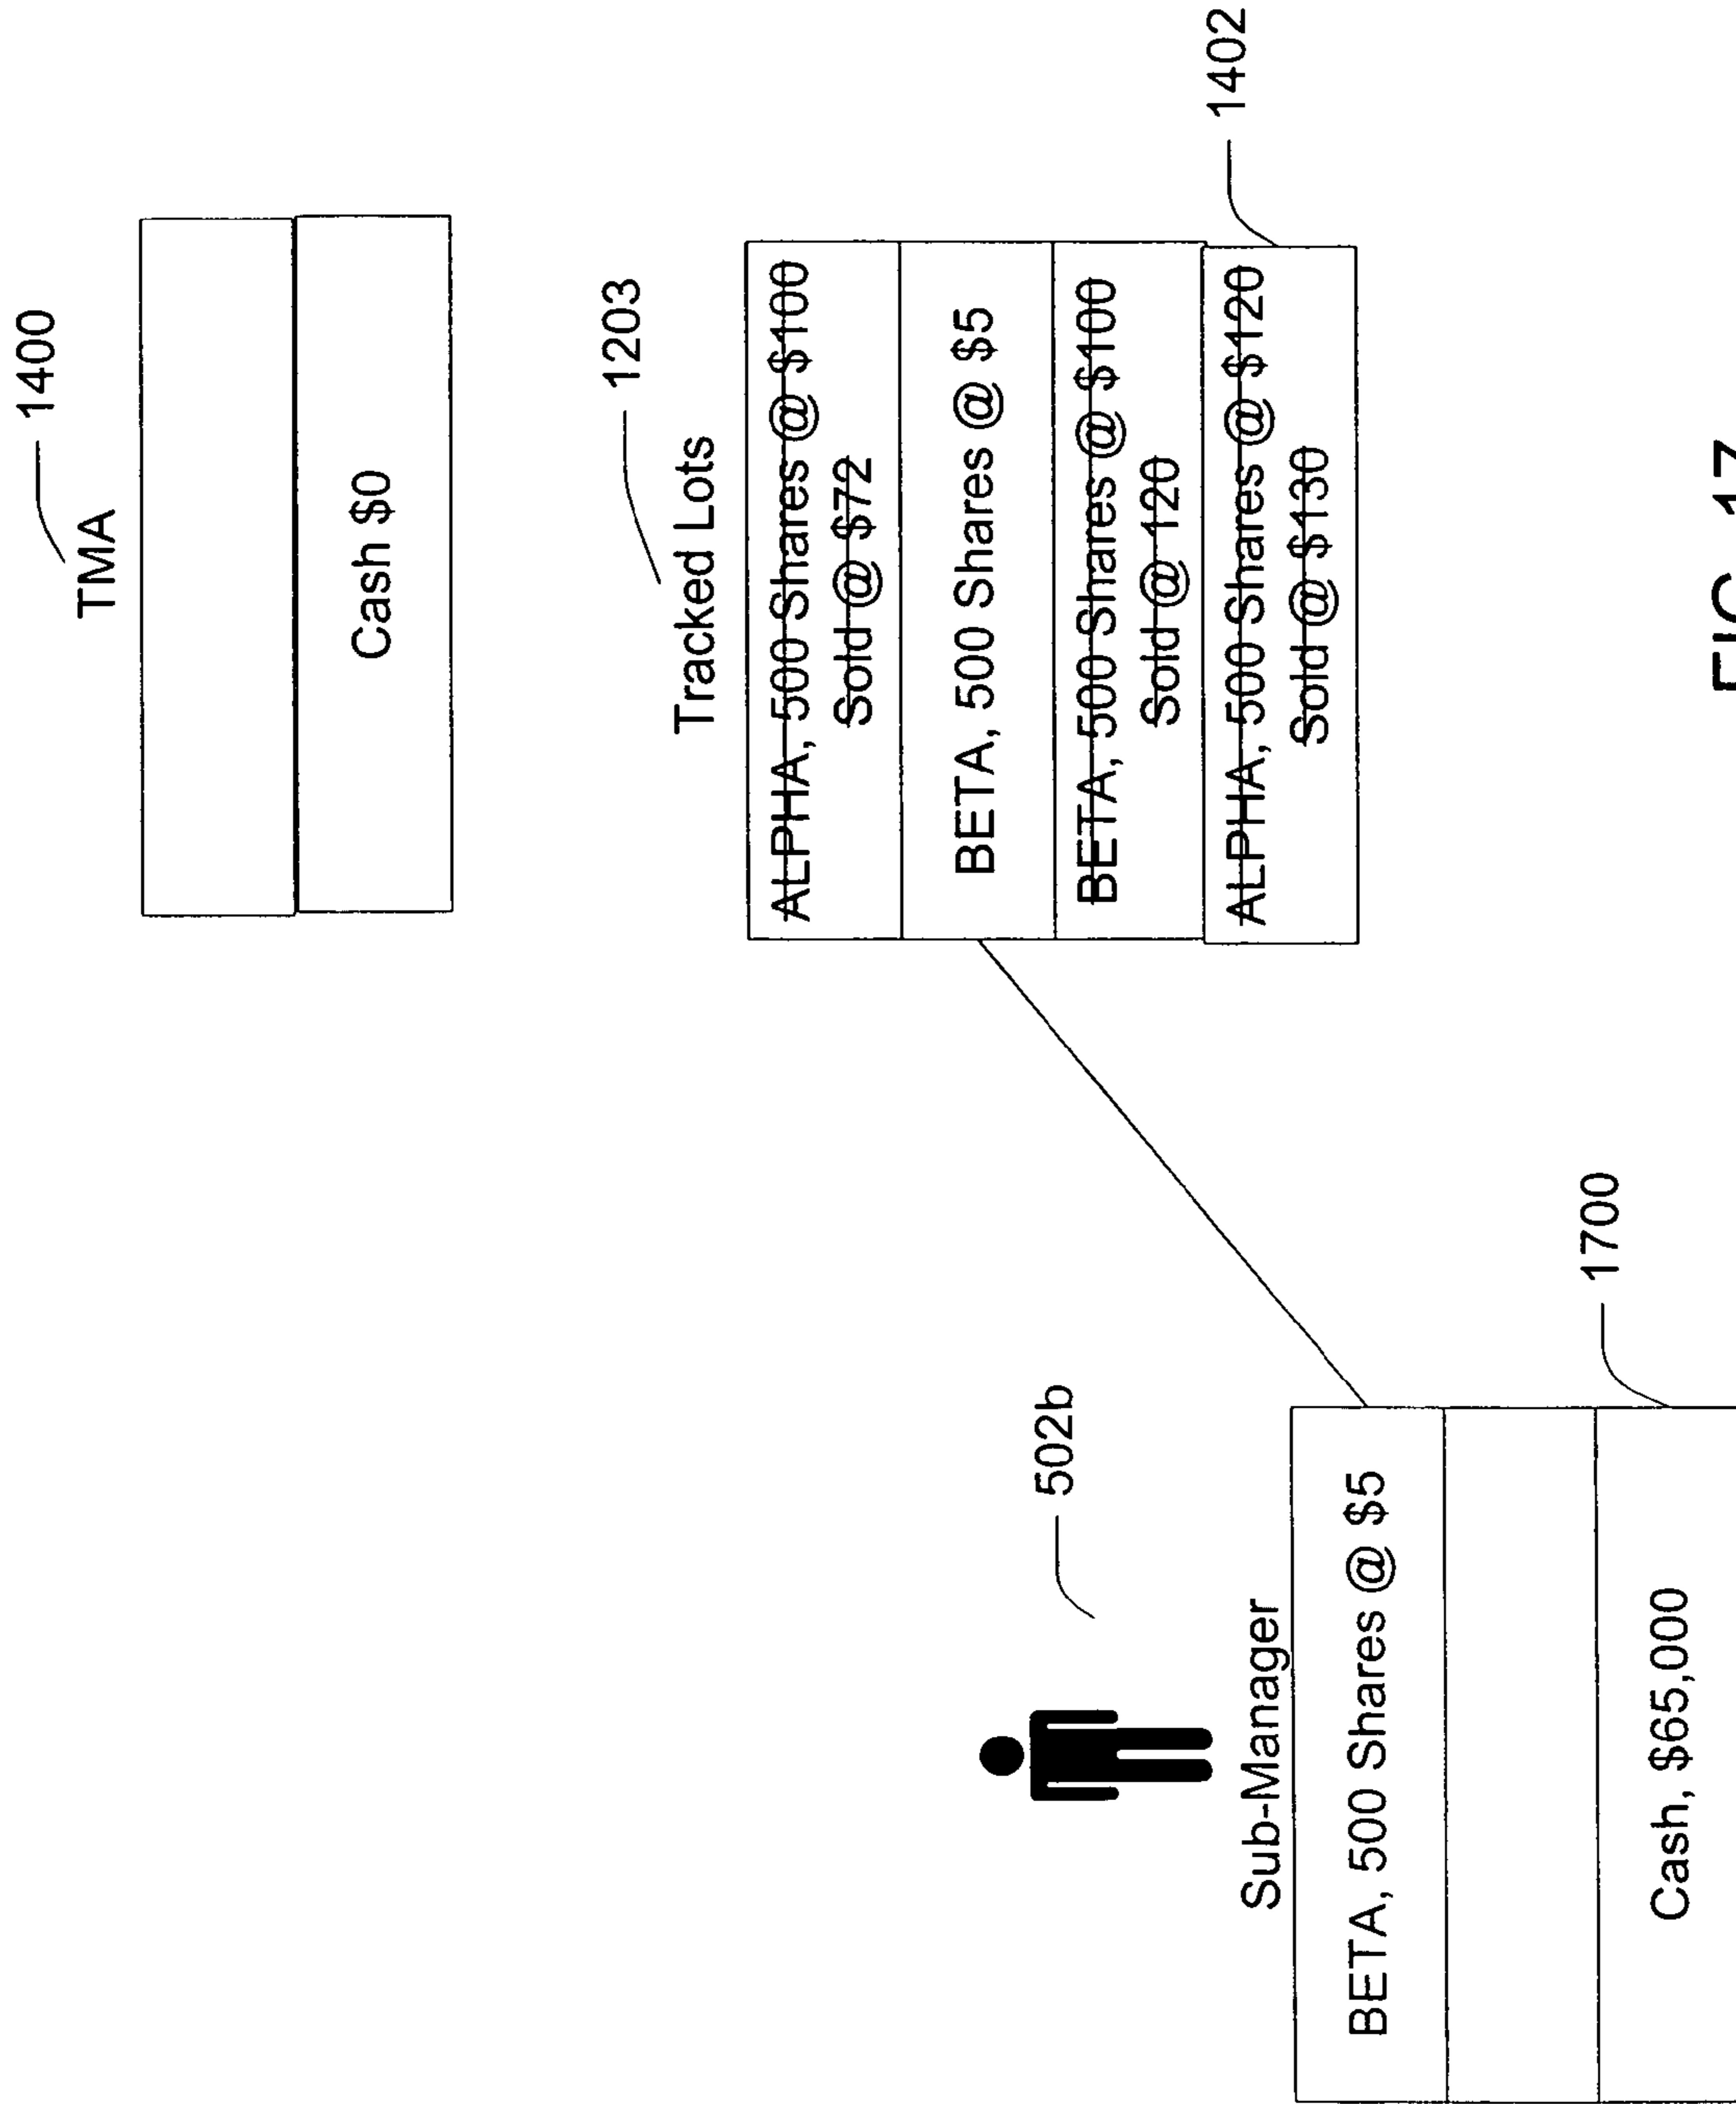 1400
TMA
Cash $0
1203
Tracked Lots
ALPHA, 500 Shares @ $100
Sold @ $72
BETA, 500 Shares @ $5
BETA, 500 Shares @ $100
Sold @ 120
ALPHA, 500 Shares @ $120
Sold @ $130
1402
502b
Sub-Manager
BETA, 500 Shares @ $5
Cash, $65,000
1700
FIG. 17